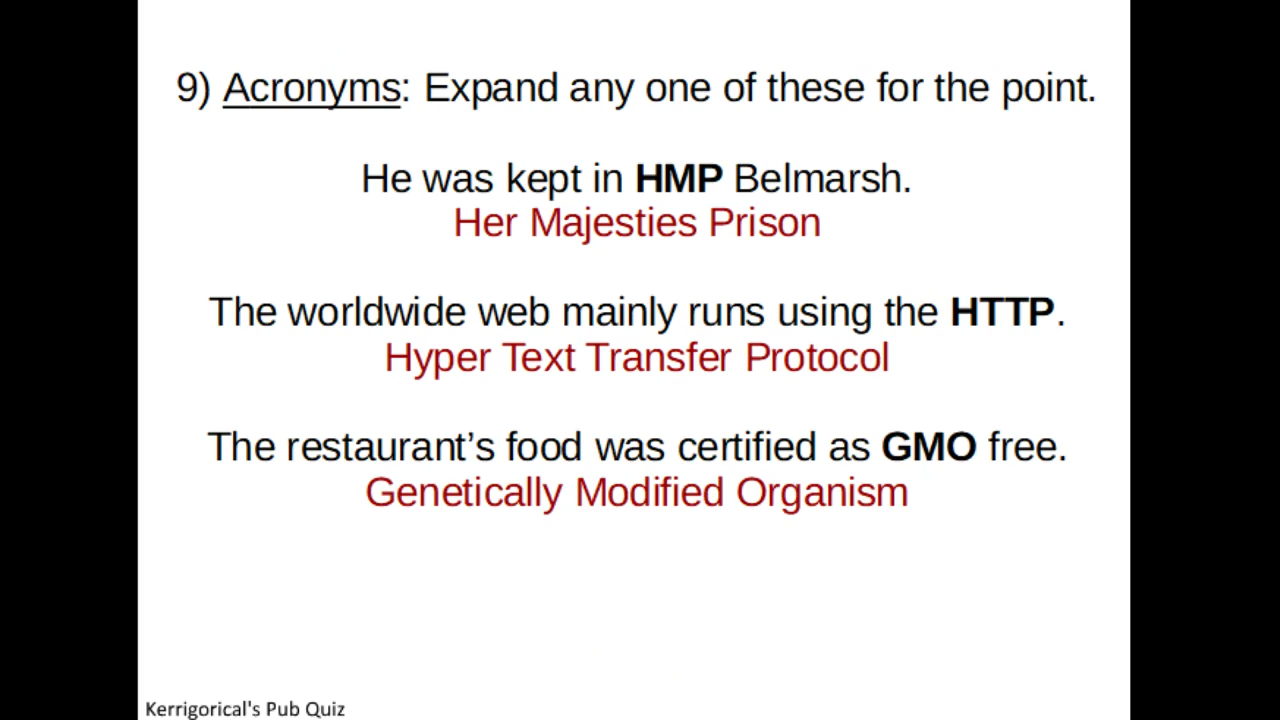 9) Acronyms: Expand any one of these for the point.
He was kept in HMP Belmarsh.
Her Majesties Prison
The worldwide web mainly runs using the HTTP.
Hyper Text Transfer Protocol
The restaurant’s food was certified as GMO free.
Genetically Modified Organism
Kerrigorical's Pub Quiz